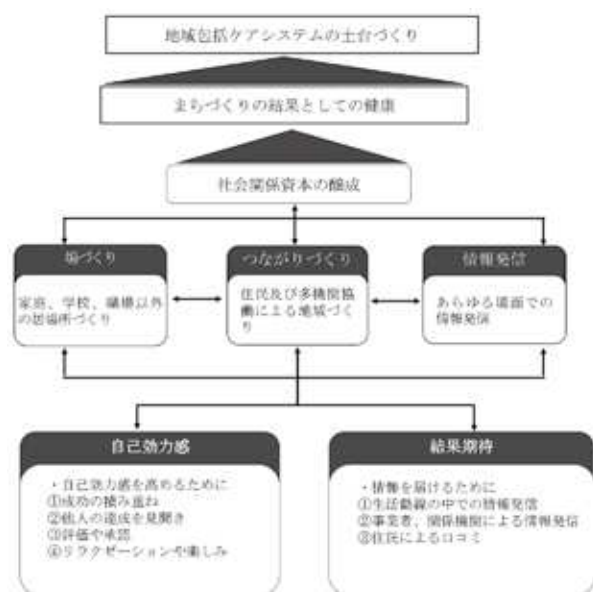 地域包括ケアシステムの土台づくり
まちづくりの結果としての健康
社会関係資本の醸成
場づくり
つながりづくり
情報発信
家庭、学校、職場以外
の居場所づくり
住民及び多機関協
働による地域づく
り
あらゆる場面での
情報発信
自己効力感
結果期待
・自己効力感を高めるために
①成功の積み重ね
②他人の達成を見聞き
③評価や承認
④リラクゼーションや楽しみ
・情報を届けるために
①生活動線の中での情報発信
②事業者、関係機関による情報発信
③住民による口コミ